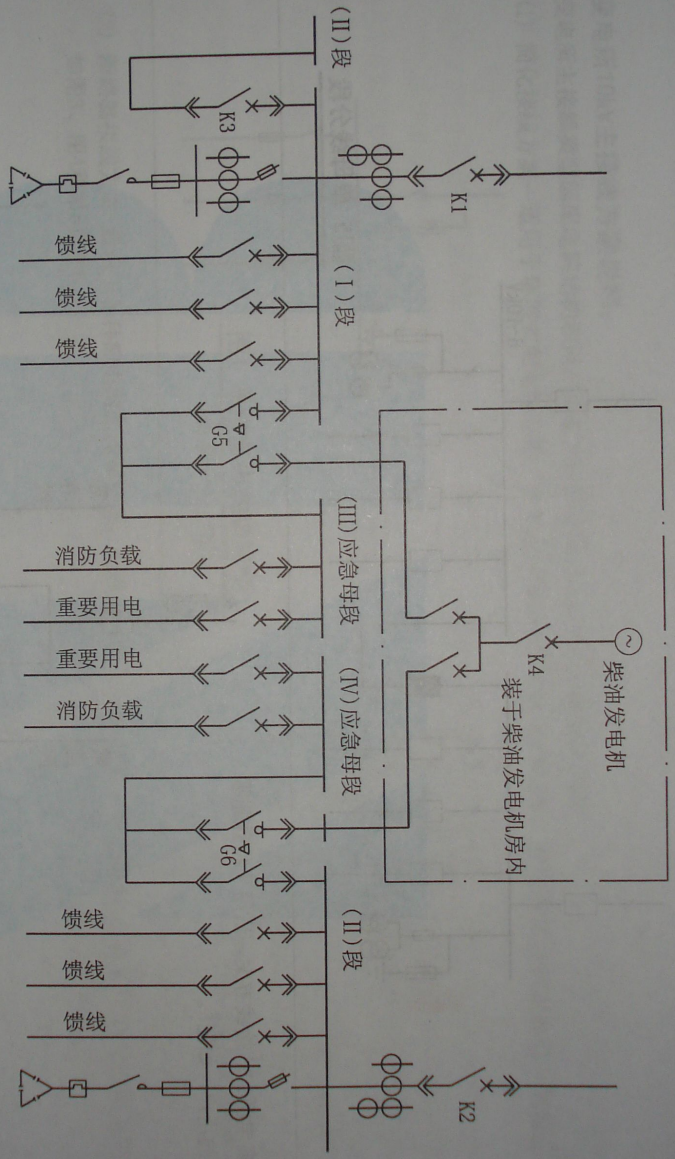 (II)段
K3
K1
馈线
馈线
馈线
(I)段
G5
消防负载
重要用电
(III)应急母段
重要用电
消防负载
(IV)应急母段
~
柴油发电机
K4
装于柴油发电机房内
G6
(II)段
馈线
馈线
馈线
K2